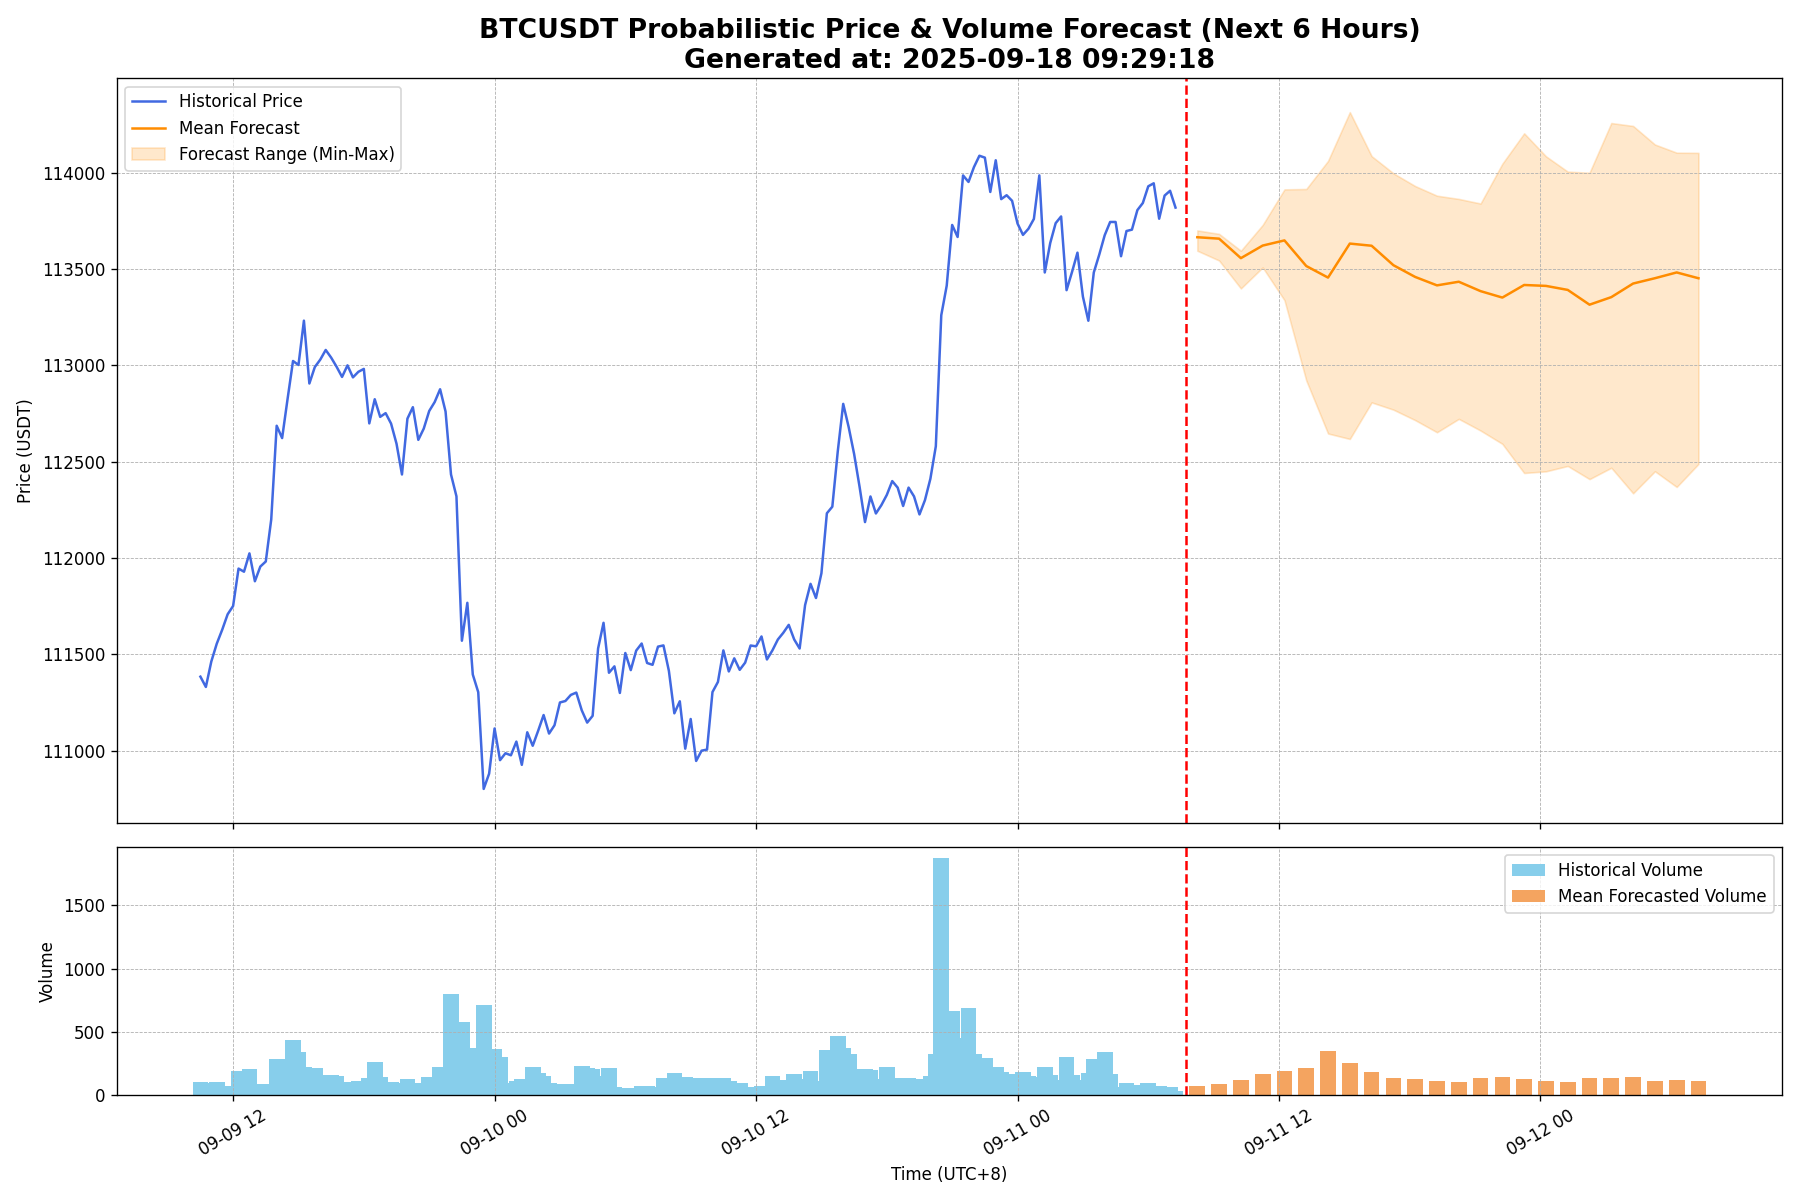 BTCUSDT Probabilistic Price & Volume Forecast (Next 6 Hours)
Generated at: 2025-09-18 09:29:18
Historical Price
Mean Forecast
Forecast Range (Min-Max)
114000
113500
113000
112500
112000
111500
111000
Price (USDT)
Historical Volume
Mean Forecasted Volume
1500
1000
500
0
Volume
09-09 12
09-10 00
09-10 12
09-11 00
09-11 12
09-12 00
Time (UTC+8)